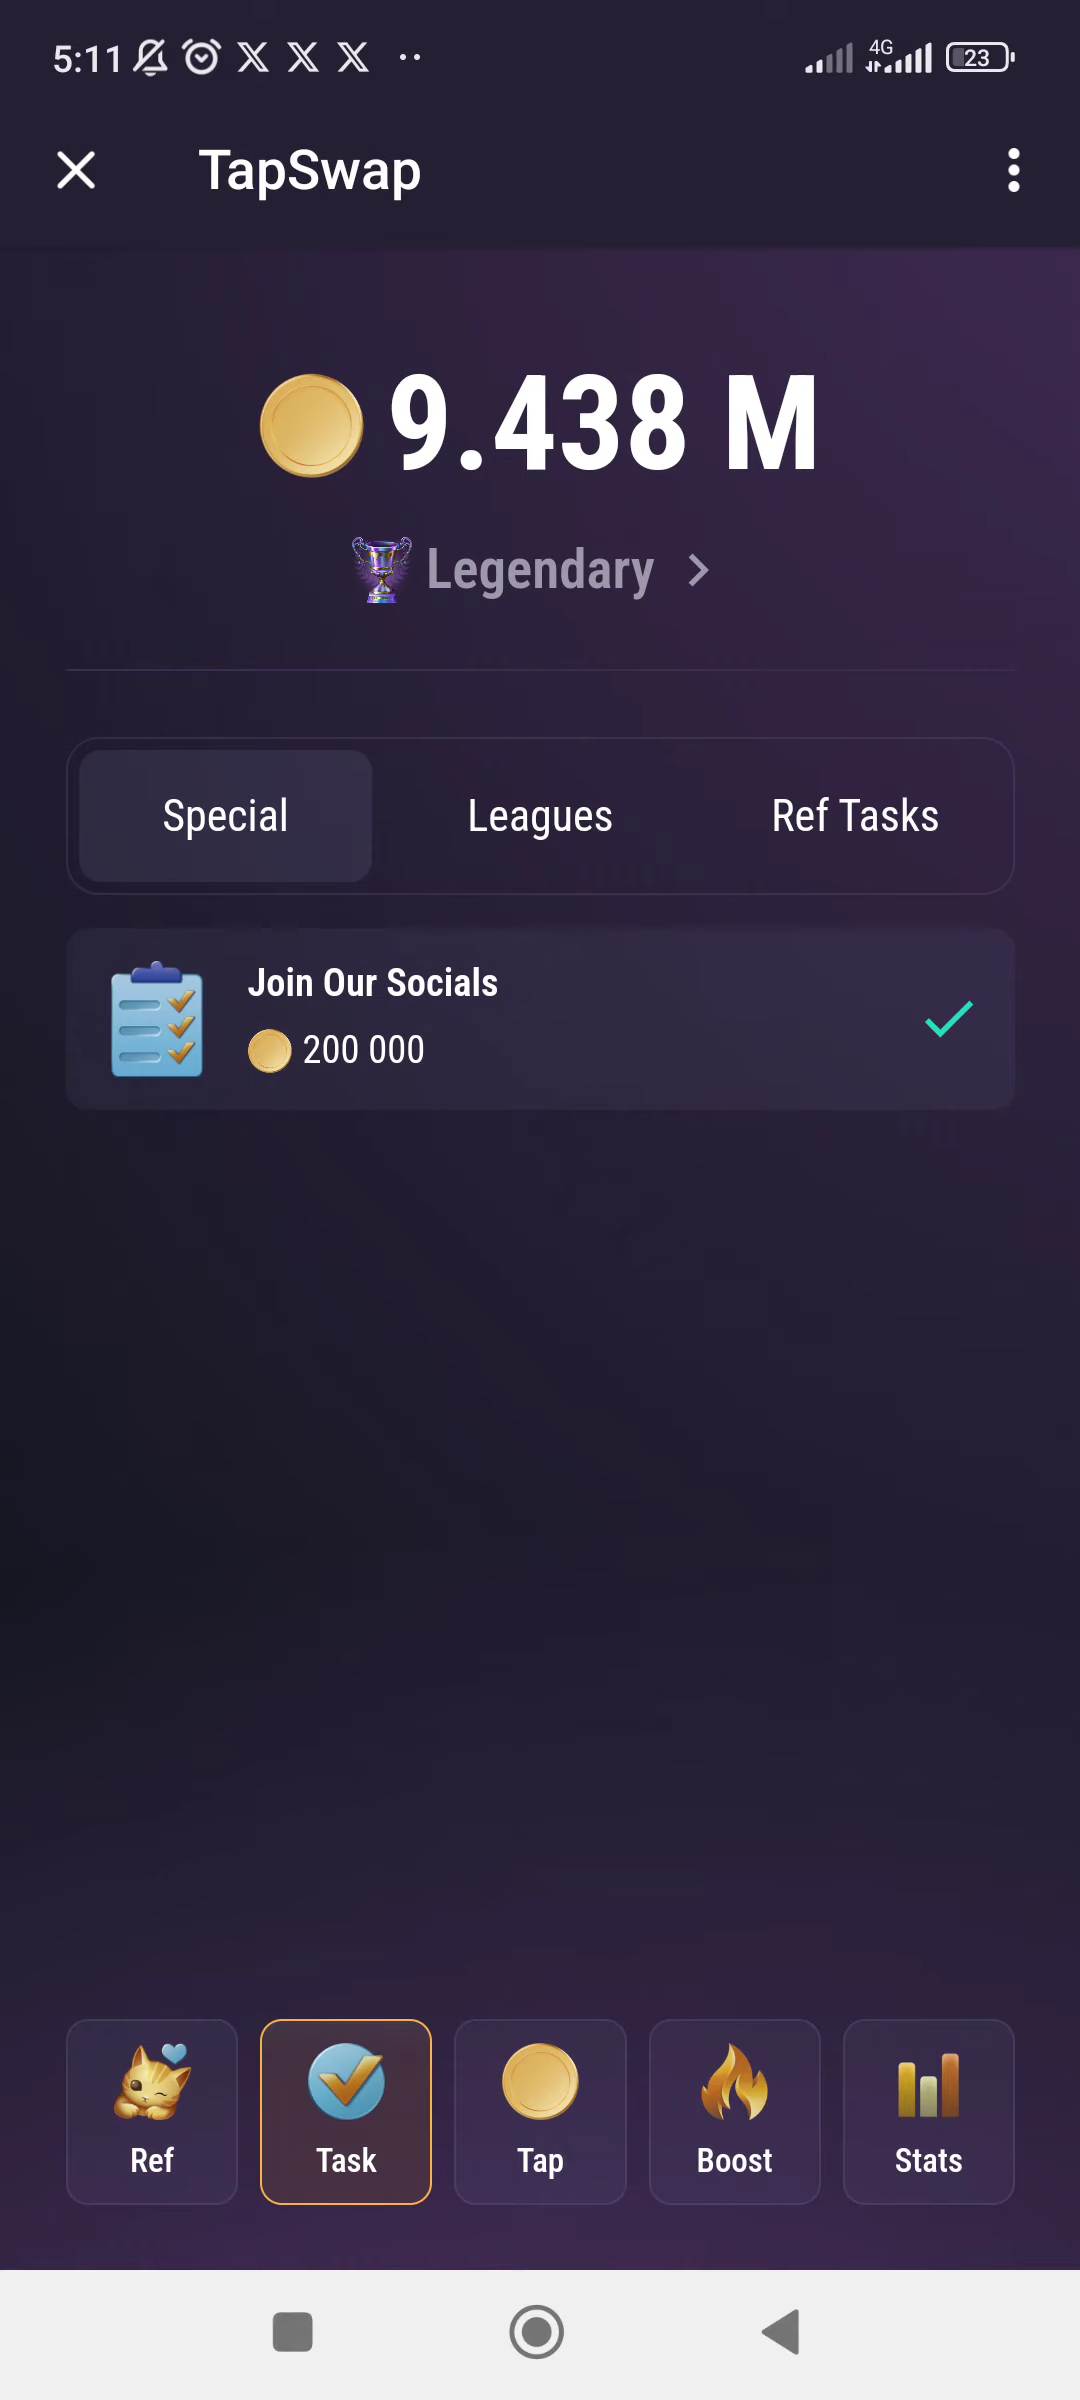 5:11
4G
23
TapSwap
9.438 M
Legendary
Special
Leagues
Ref Tasks
Join Our Socials
200 000
Ref
Task
Tap
Boost
Stats